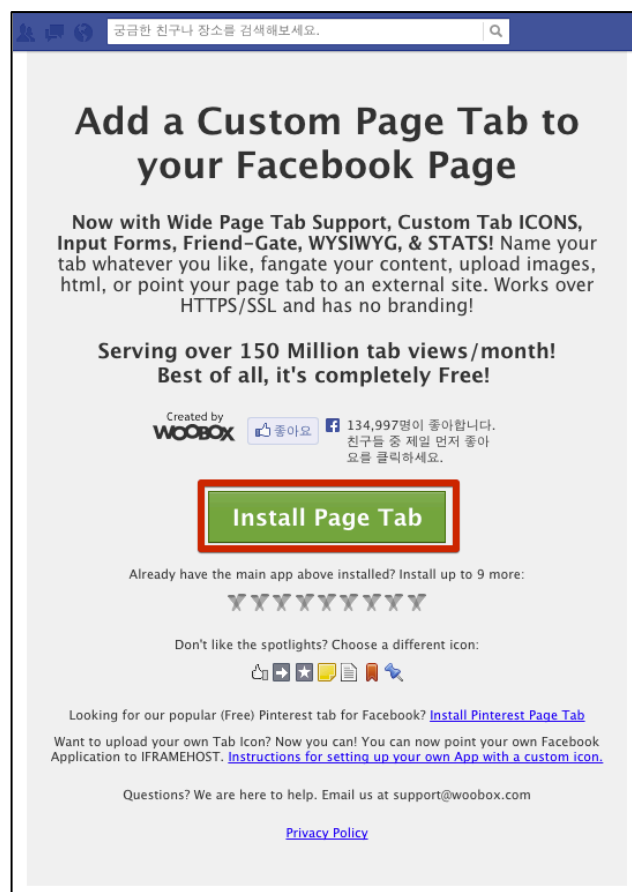 궁금한 친구나 장소를 검색해보세요.
Add a Custom Page Tab to
your Facebook Page
Now with Wide Page Tab Support, Custom Tab ICONS,
Input Forms, Friend-Gate, WYSIWYG, & STATS! Name your
tab whatever you like, fangate your content, upload images,
html, or point your page tab to an external site. Works over
HTTPS/SSL and has no branding!
Serving over 150 Million tab views/month!
Best of all, it's completely Free!
Created by
WOOBOX
좋아요
134,997명이 좋아합니다.
친구들 중 제일 먼저 좋아
요를 클릭하세요.
Install Page Tab
Already have the main app above installed? Install up to 9 more:
Don't like the spotlights? Choose a different icon:
Looking for our popular (Free) Pinterest tab for Facebook? Install Pinterest Page Tab
Want to upload your own Tab Icon? Now you can! You can now point your own Facebook
Application to IFRAMEHOST. Instructions for setting up your own App with a custom icon.
Questions? We are here to help. Email us at support@woobox.com
Privacy Policy